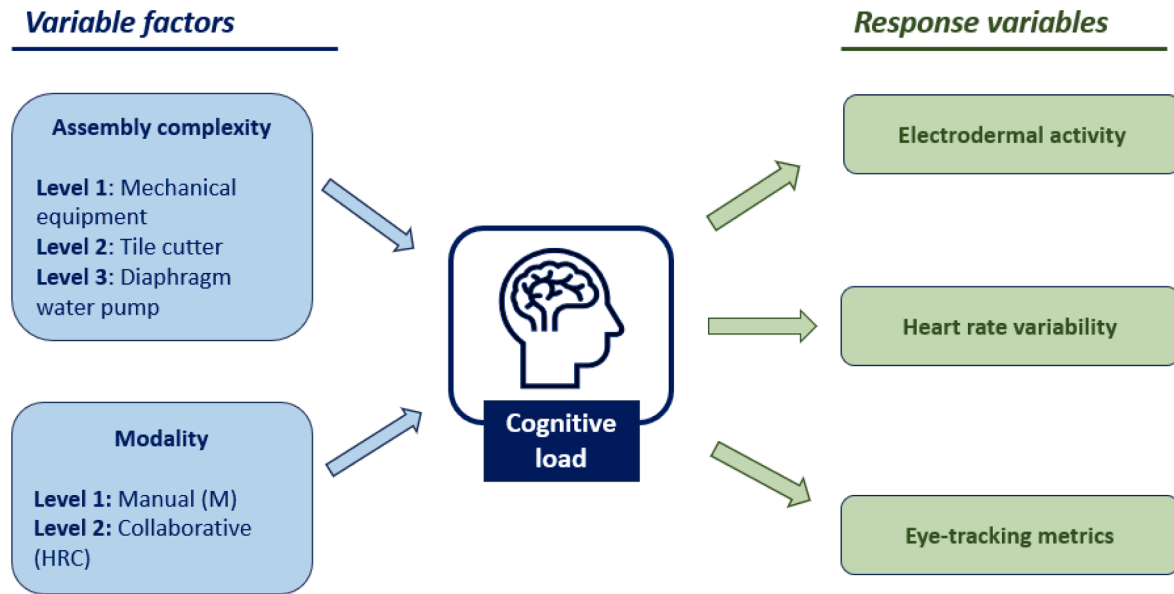 Variable factors
Assembly complexity
Level 1: Mechanical
equipment
Level 2: Tile cutter
Level 3: Diaphragm
water pump
Modality
Level 1: Manual (M)
Level 2: Collaborative
(HRC)
Cognitive
load
Response variables
Electrodermal activity
Heart rate variability
Eye-tracking metrics